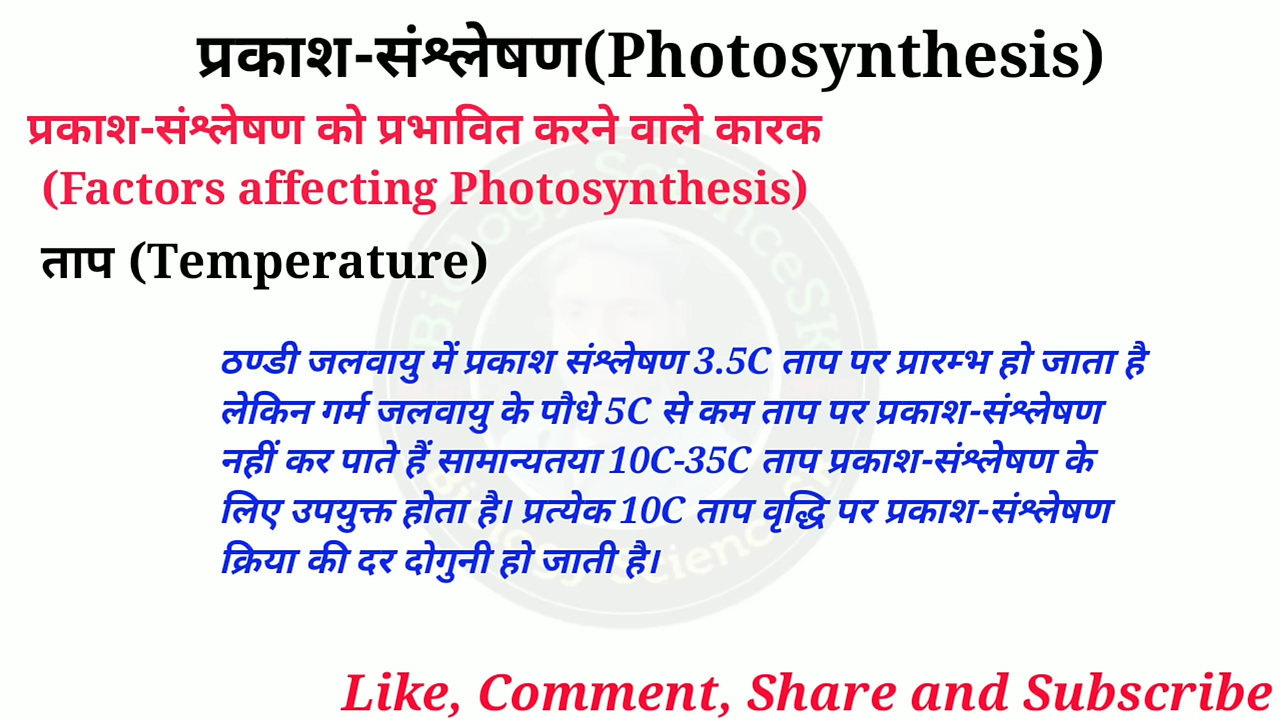 प्रकाश-संश्लेषण(Photosynthesis)
प्रकाश-संश्लेषण को प्रभावित करने वाले कारक
(Factors affecting Photosynthesis)
ताप (Temperature)
ठण्डी जलवायु में प्रकाश संश्लेषण 3.5C ताप पर प्रारम्भ हो जाता है
लेकिन गर्म जलवायु के पौधे 5C से कम ताप पर प्रकाश-संश्लेषण
नहीं कर पाते हैं सामान्यतया 10C-35C ताप प्रकाश-संश्लेषण के
लिए उपयुक्त होता है। प्रत्येक 10C ताप वृद्धि पर प्रकाश-संश्लेषण
क्रिया की दर दोगुनी हो जाती है।
Like, Comment, Share and Subscribe